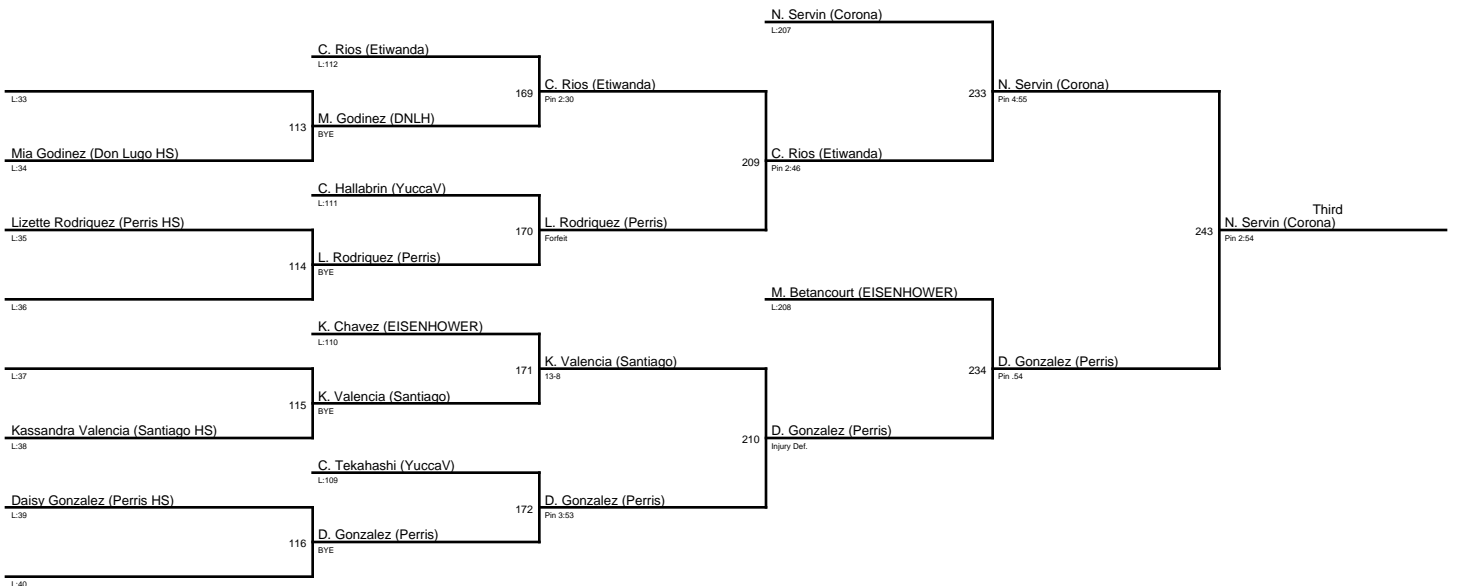 N. Servin (Corona)
L:207
C. Rios (Etiwanda)
L:112
L:33
169
C. Rios (Etiwanda)
Pin 2:30
233
N. Servin (Corona)
Pin 4:55
113
M. Godinez (DNLH)
BYE
Mia Godinez (Don Lugo HS)
L:34
209
C. Rios (Etiwanda)
Pin 2:46
C. Hallabrin (YuccaV)
L:111
Third
Lizette Rodriquez (Perris HS)
L:35
170
L. Rodriquez (Perris)
Forfeit
243
N. Servin (Corona)
Pin 2:54
114
L. Rodriquez (Perris)
BYE
L:36
M. Betancourt (EISENHOWER)
L:208
K. Chavez (EISENHOWER)
L:110
L:37
171
K. Valencia (Santiago)
13-8
234
D. Gonzalez (Perris)
Pin .54
115
K. Valencia (Santiago)
BYE
Kassandra Valencia (Santiago HS)
L:38
210
D. Gonzalez (Perris)
Injury Def.
C. Tekahashi (YuccaV)
L:109
Daisy Gonzalez (Perris HS)
L:39
172
D. Gonzalez (Perris)
Pin 3:53
116
D. Gonzalez (Perris)
BYE
L:40